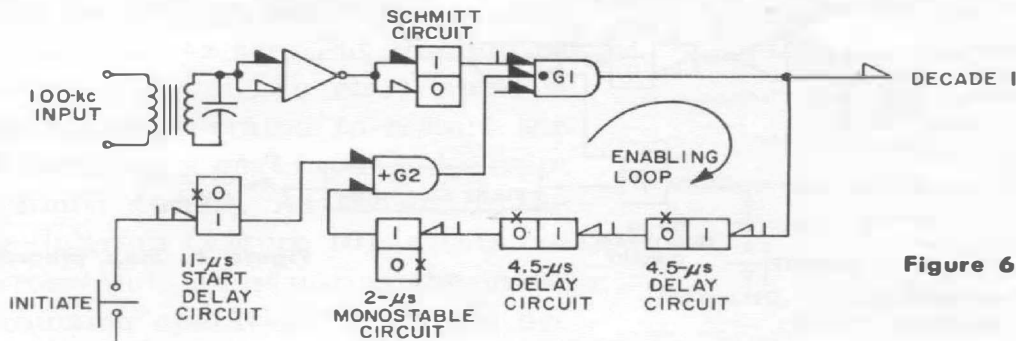 SCHMITT
CIRCUIT
100-kc
INPUT
I
O
•G1
DECADE 1
ENABLING
LOOP
+G2
X O
I
I
O X
X
O I
X
O I
11-μs
START
DELAY
CIRCUIT
2-μs
MONOSTABLE
CIRCUIT
4.5-μs
DELAY
CIRCUIT
4.5-μs
DELAY
CIRCUIT
INITIATE
Figure 6